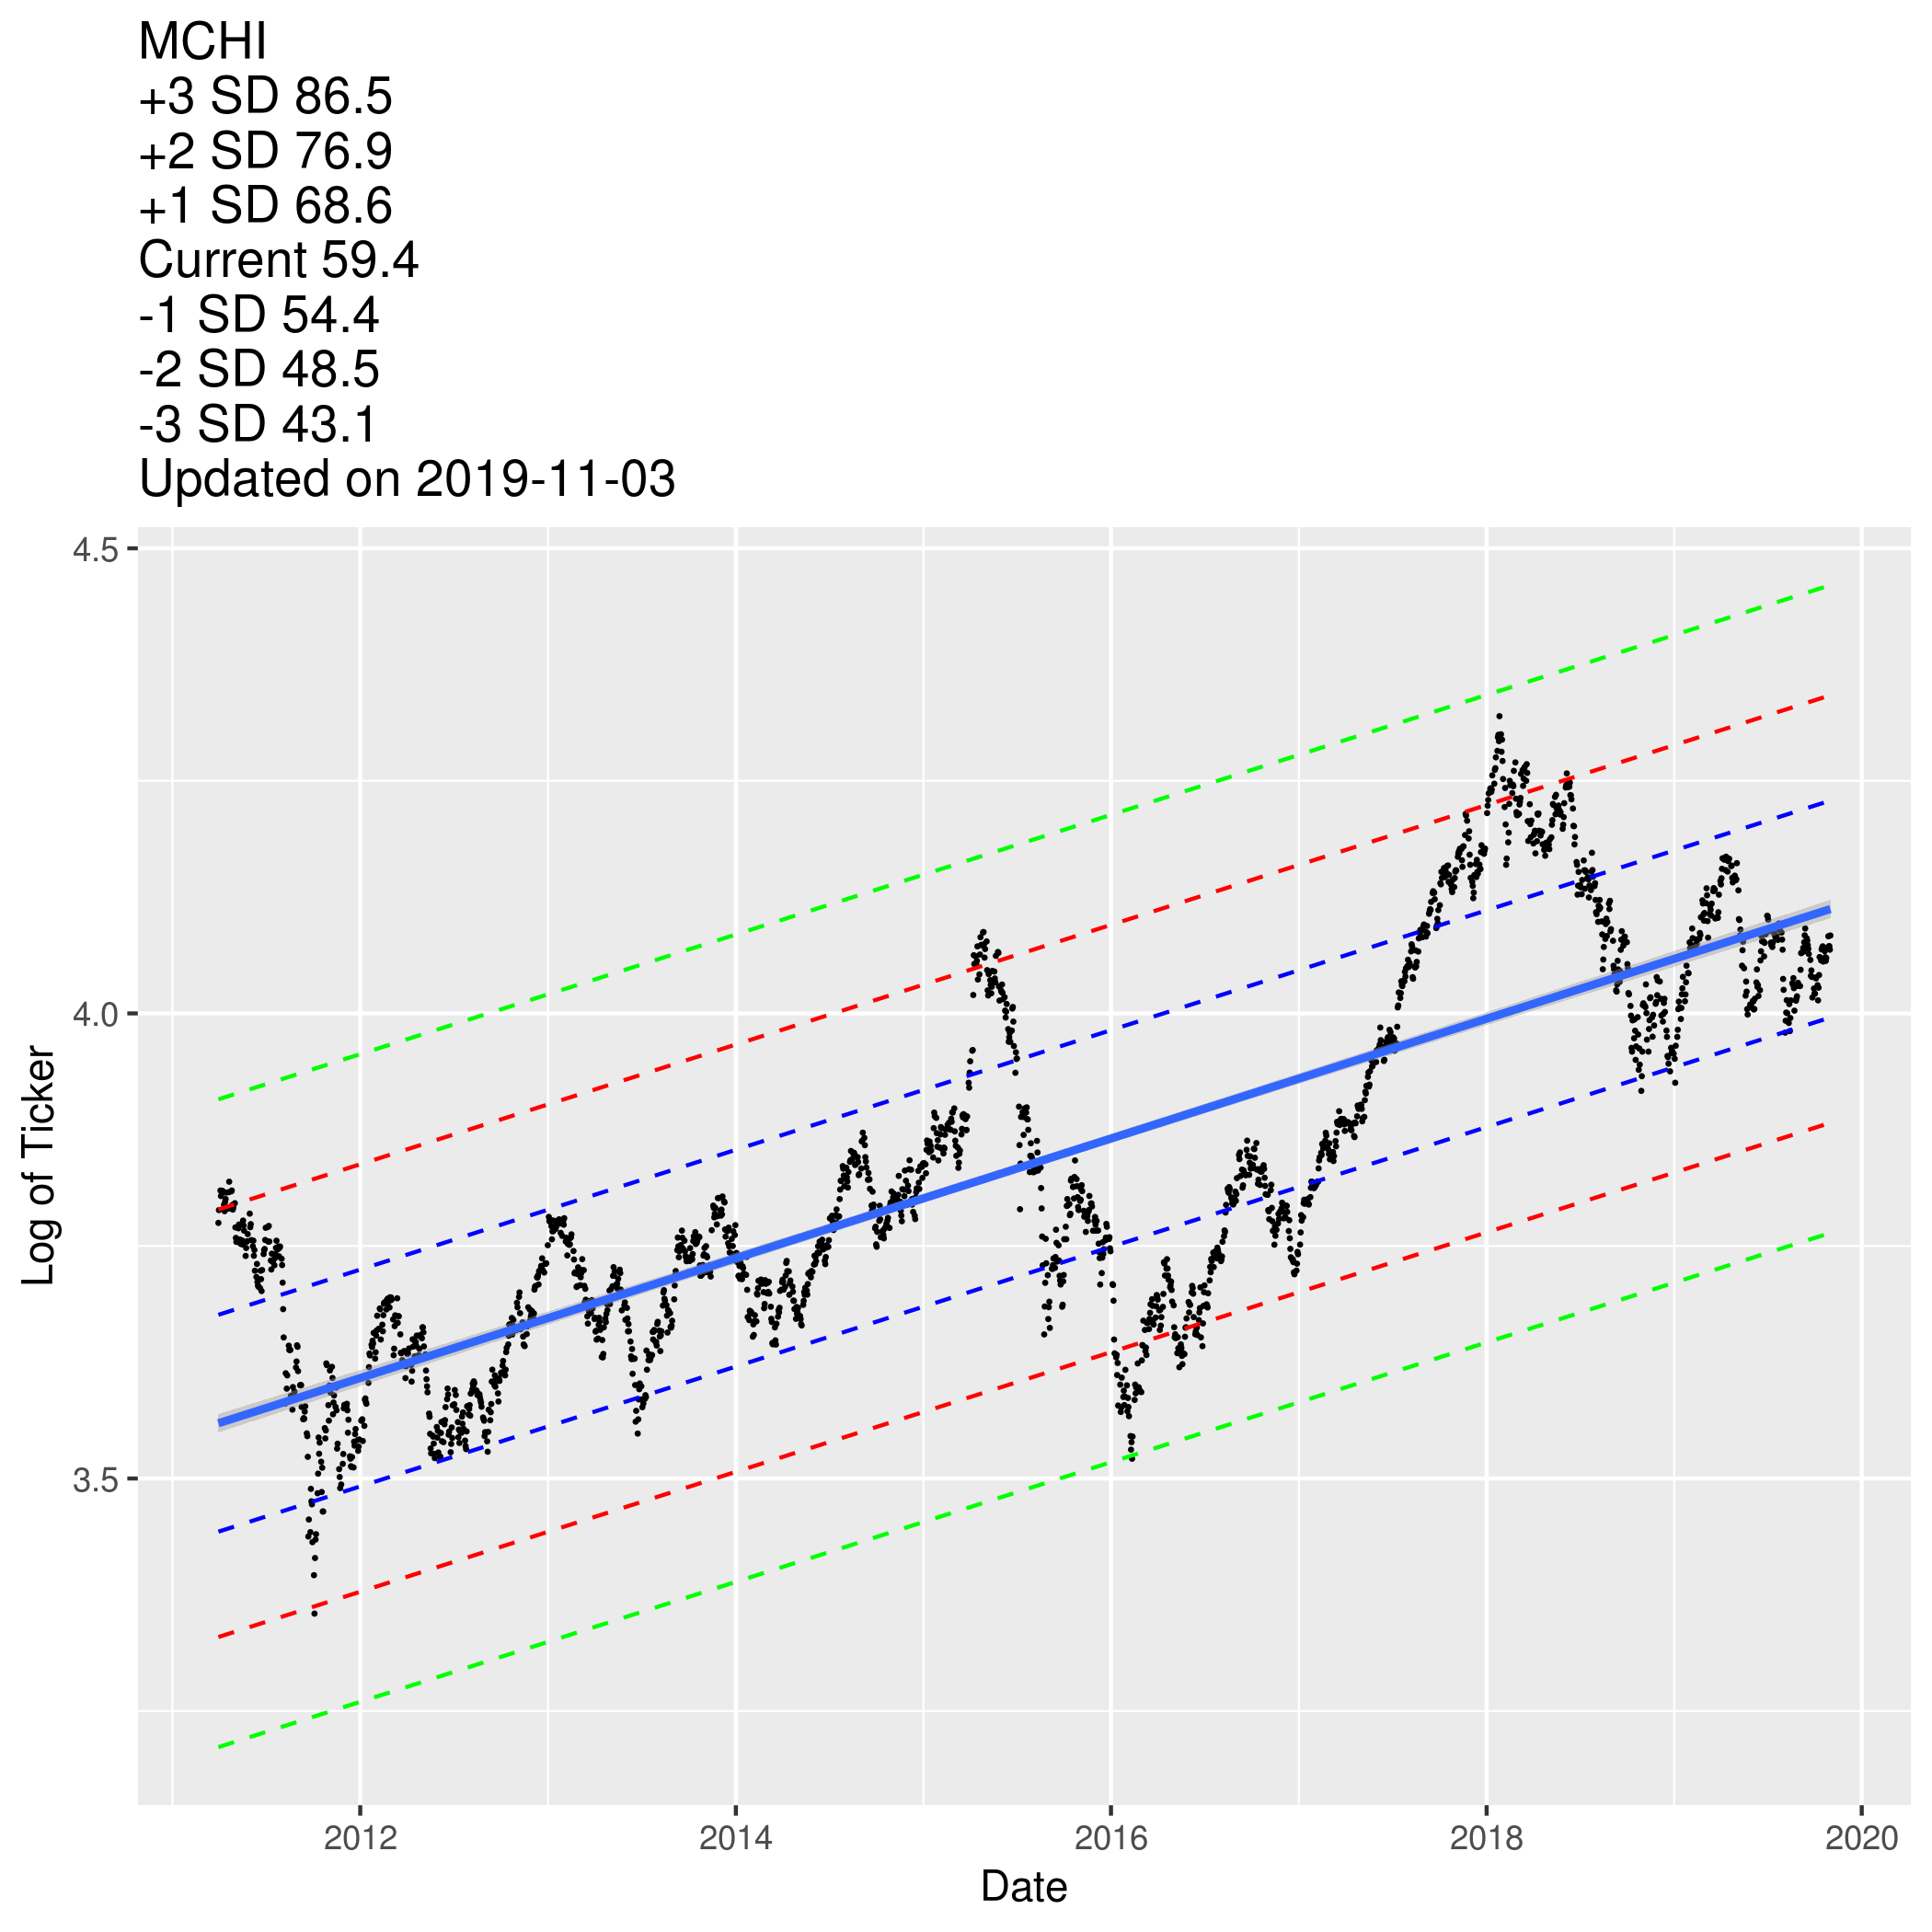 MCHI
+3 SD 86.5
+2 SD 76.9
+1 SD 68.6
Current 59.4
-1 SD 54.4
-2 SD 48.5
-3 SD 43.1
Updated on 2019-11-03
4.5
4.0
3.5
Log of Ticker
2012 2014 2016 2018 2020
Date